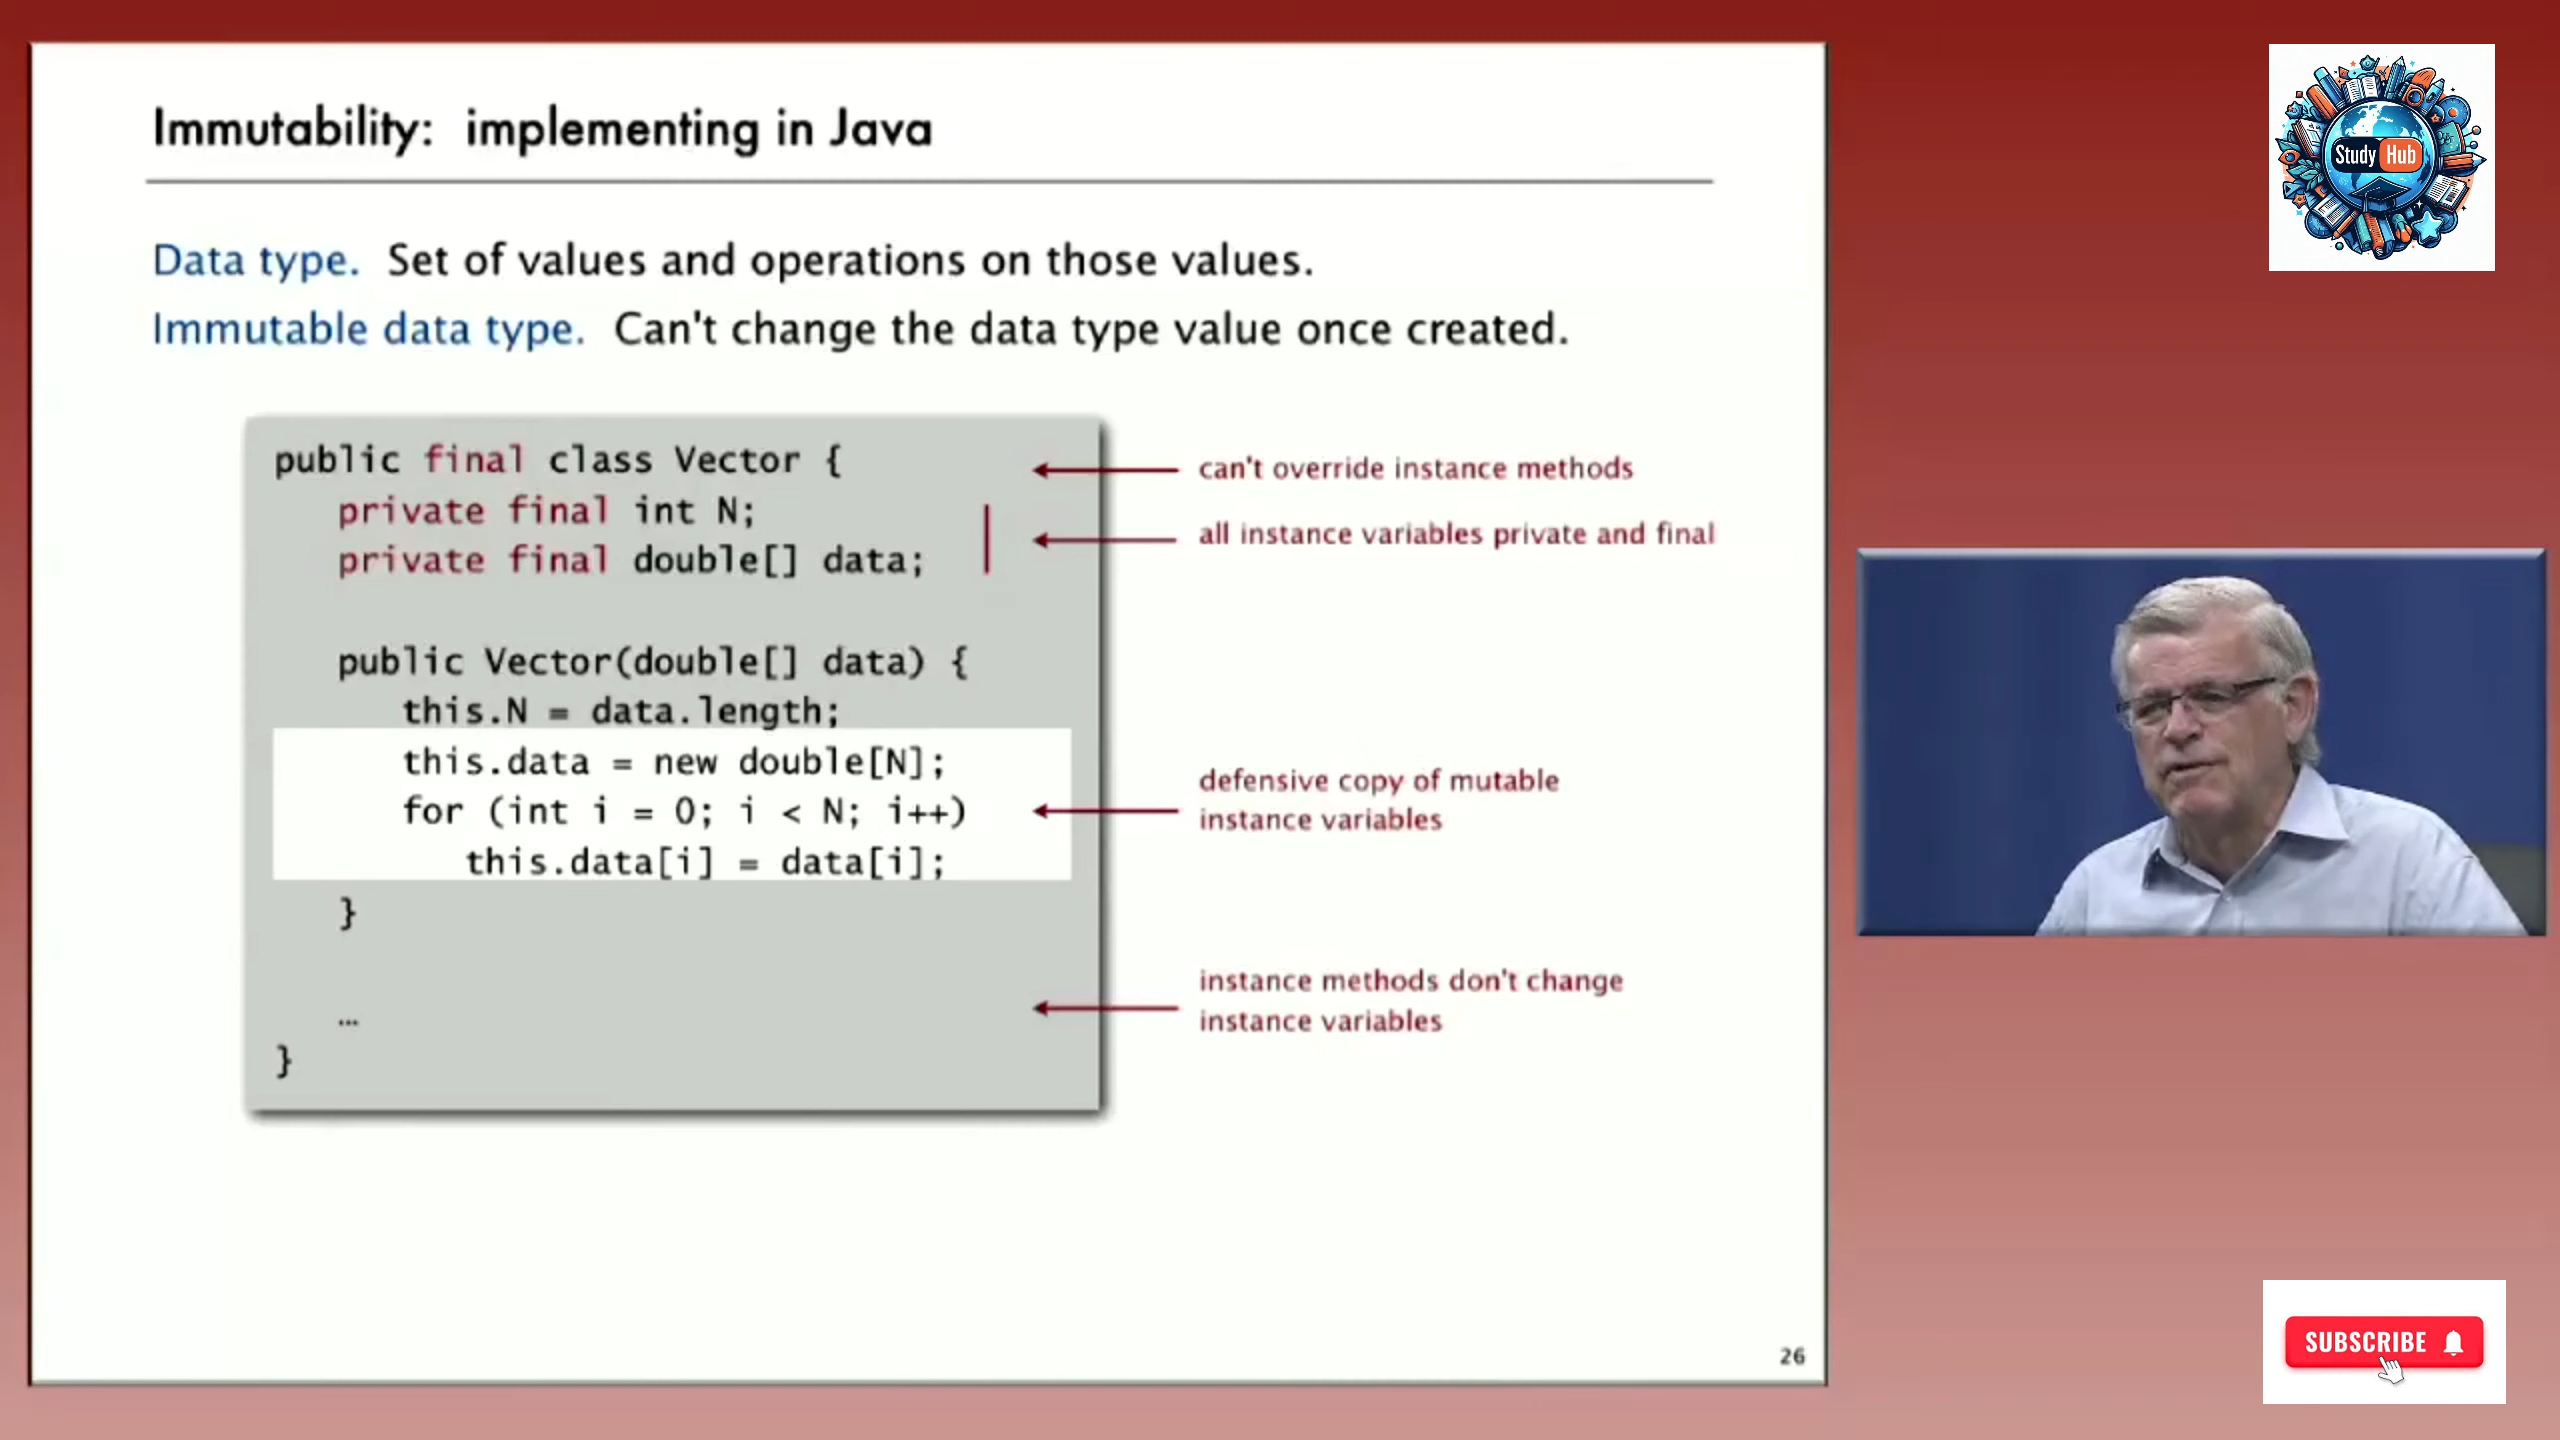 Immutability: implementing in Java
Data type. Set of values and operations on those values.
Immutable data type. Can't change the data type value once created.
public final class Vector {
private final int N;
private final double[] data;
public Vector(double[] data) {
this.N = data.length;
this.data = new double[N];
for (int i = 0; i < N; i++)
this.data[i] = data[i];
}
...
}
can't override instance methods
all instance variables private and final
defensive copy of mutable
instance variables
instance methods don't change
instance variables
26
Study Hub
SUBSCRIBE